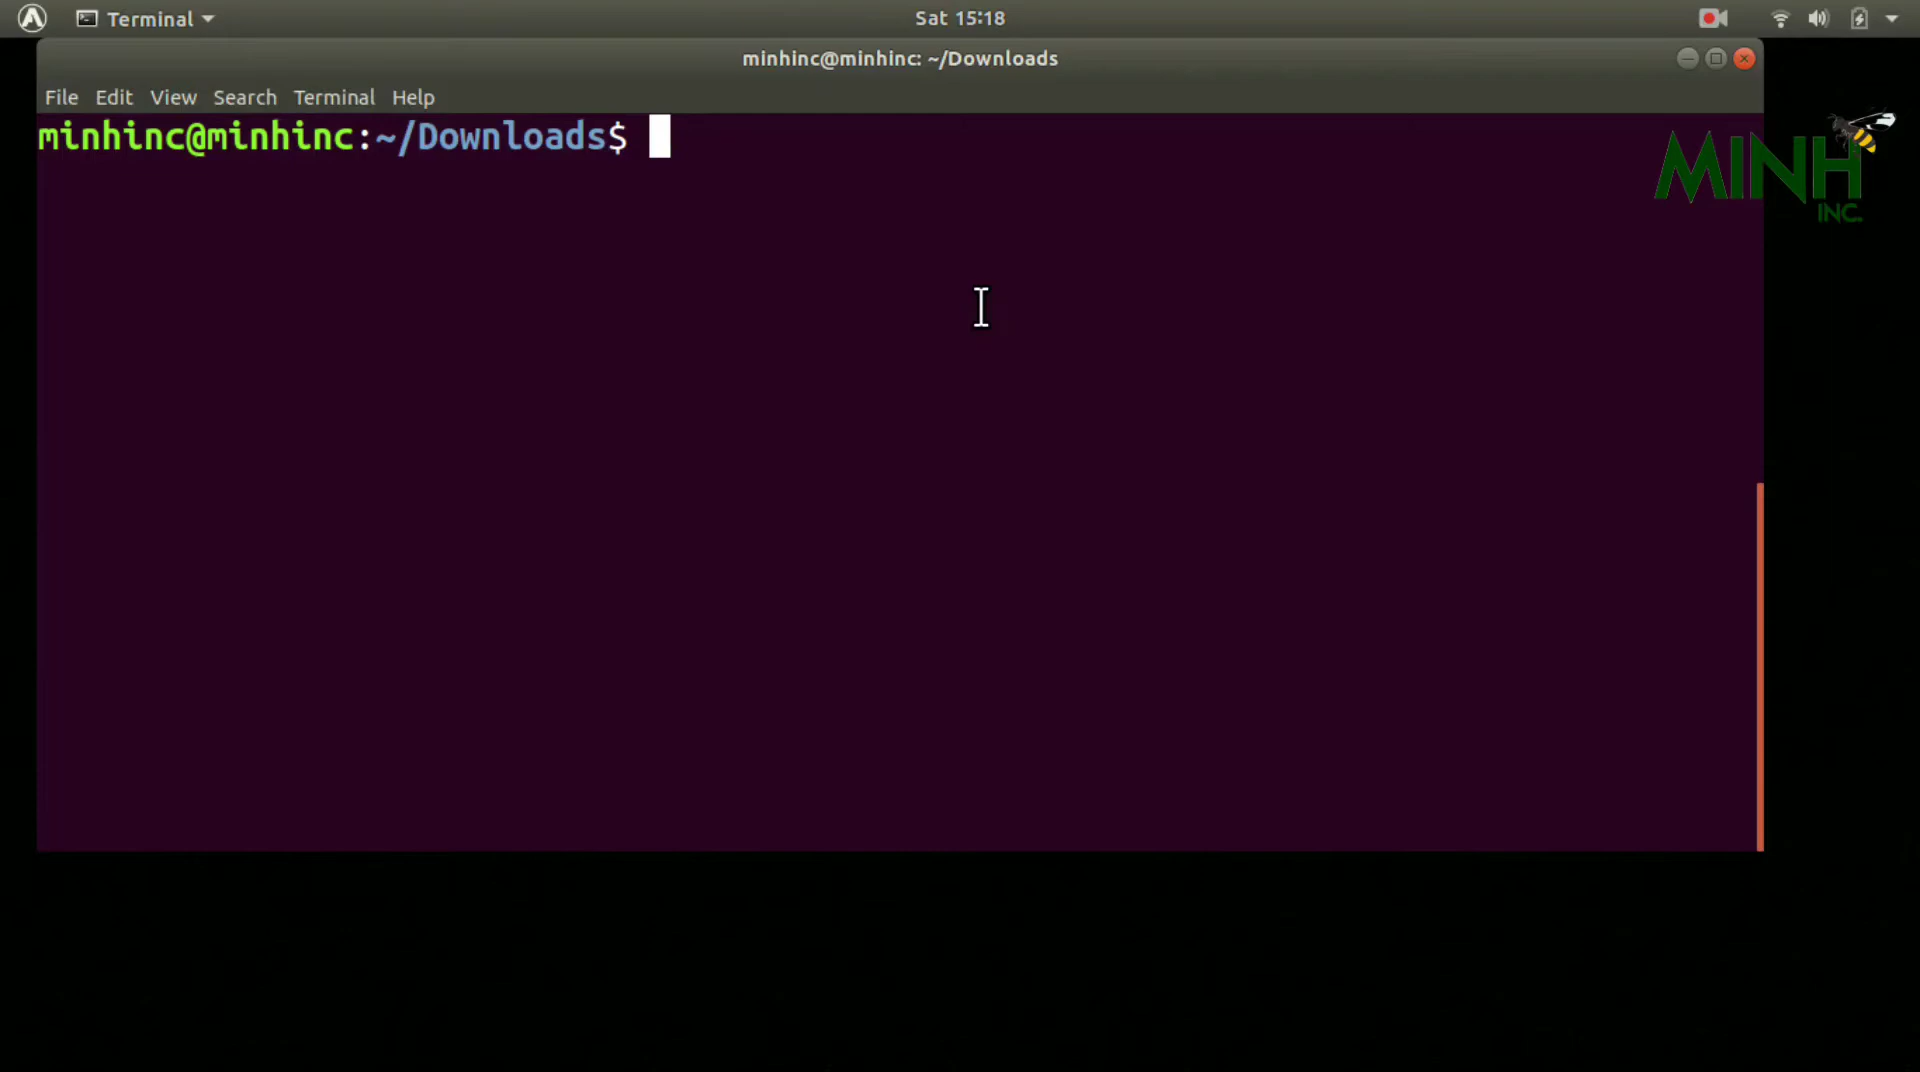 Terminal
Sat 15:18
minhinc@minhinc: ~/Downloads
File Edit View Search Terminal Help
minhinc@minhinc:~/Downloads$
MINH
INC.